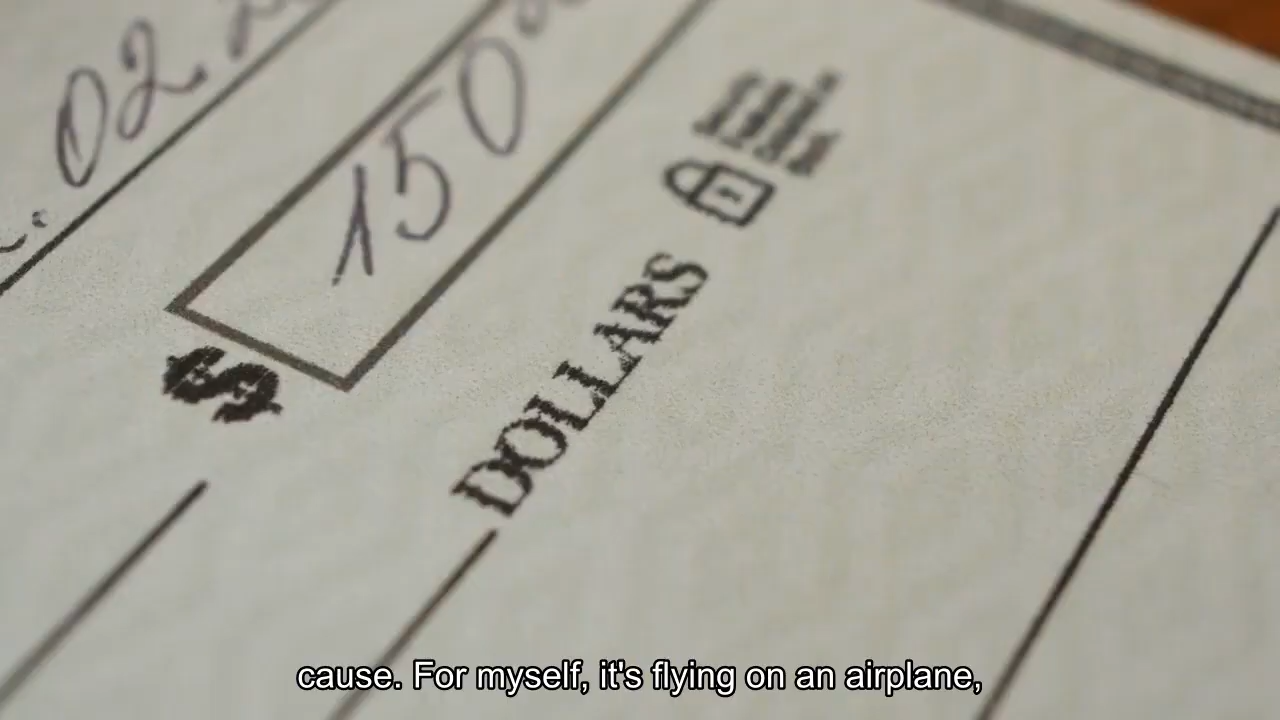 02.
150
$
DOLLARS
cause. For myself, it's flying on an airplane,